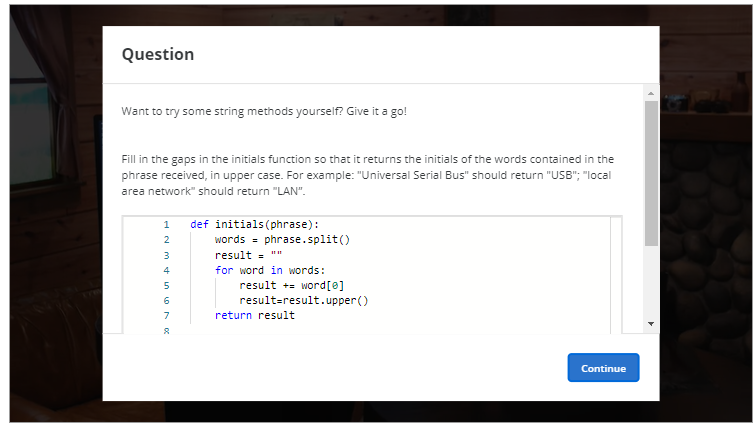 Question
Want to try some string methods yourself? Give it a go!
Fill in the gaps in the initials function so that it returns the initials of the words contained in the
phrase received, in upper case. For example: "Universal Serial Bus" should return "USB"; "local
area network" should return "LAN”.
1 def initials(phrase):
2 words = phrase.split()
3 result = ""
4 for word in words:
5 result += word[0]
6 result=result.upper()
7 return result
8
Continue